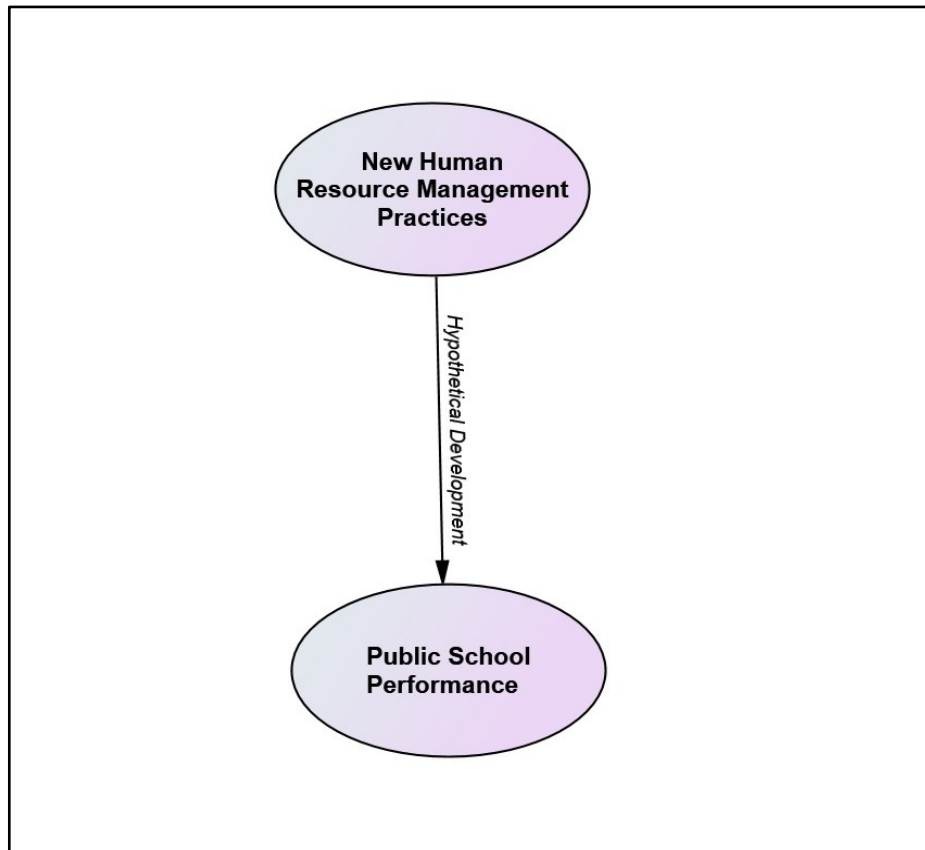 New Human
Resource Management
Practices
Hypothetical Development
Public School
Performance